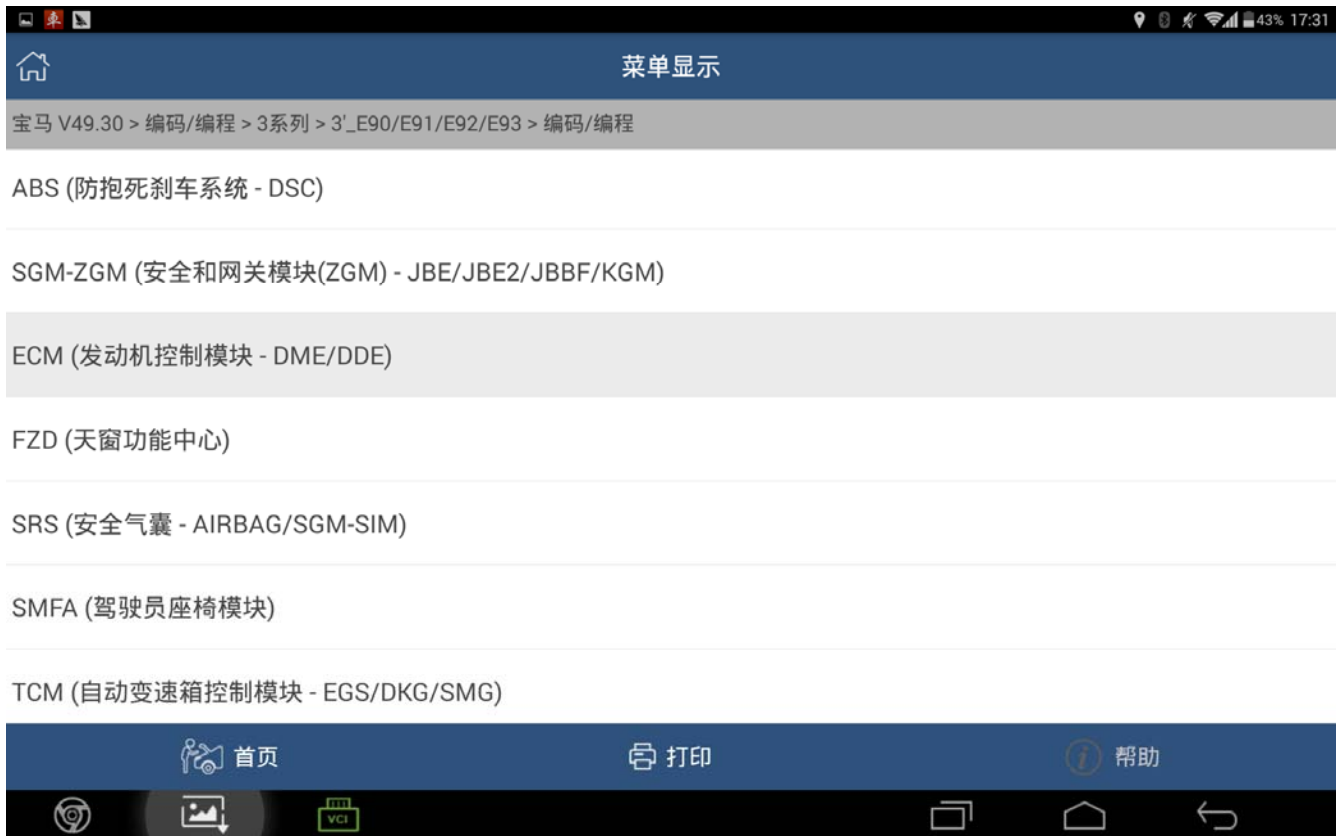 43% 17:31
菜单显示
宝马 V49.30 > 编码/编程 > 3系列 > 3'_E90/E91/E92/E93 > 编码/编程
ABS (防抱死刹车系统 - DSC)
SGM-ZGM (安全和网关模块(ZGM) - JBE/JBE2/JBBF/KGM)
ECM (发动机控制模块 - DME/DDE)
FZD (天窗功能中心)
SRS (安全气囊 - AIRBAG/SGM-SIM)
SMFA (驾驶员座椅模块)
TCM (自动变速箱控制模块 - EGS/DKG/SMG)
首页 打印 帮助
VCI